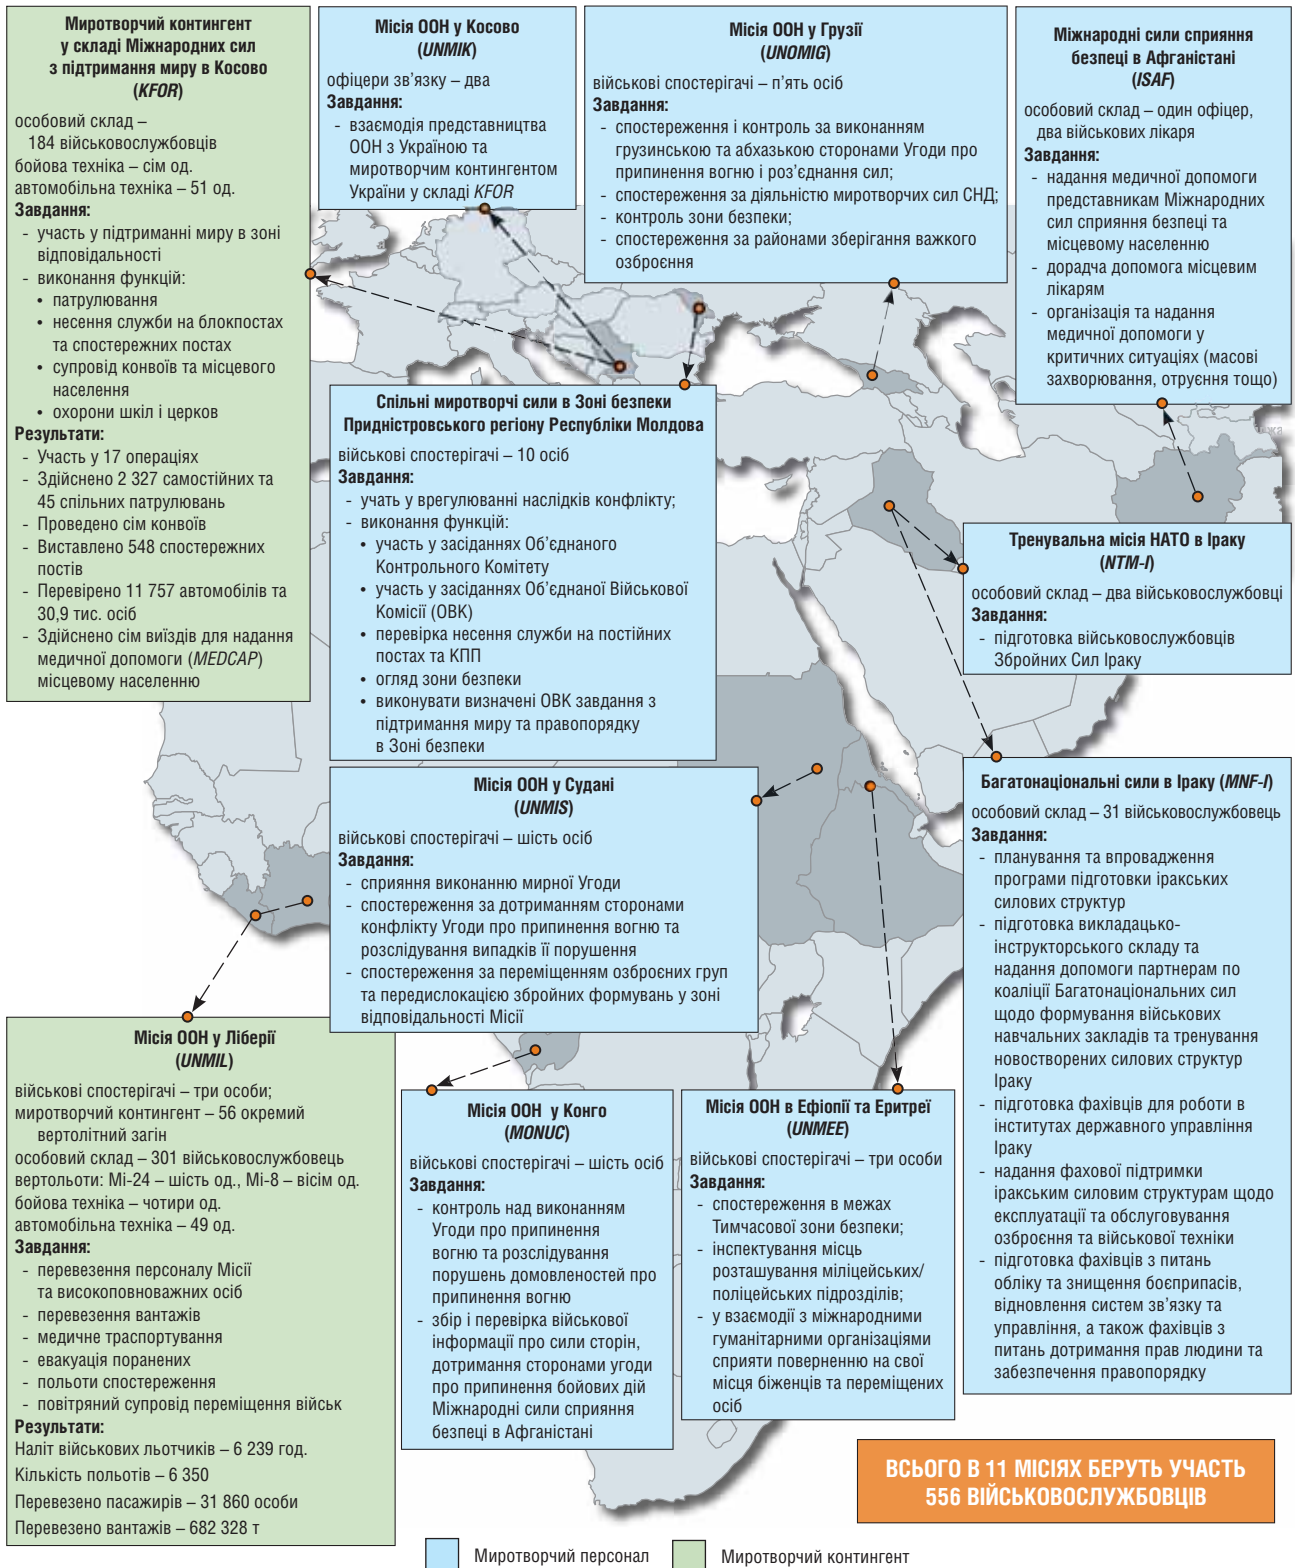 Миротворчий контингент
у складі Міжнародних сил
з підтримання миру в Косово
(KFOR)
особовий склад –
184 військовослужбовців
бойова техніка – сім од.
автомобільна техніка – 51 од.
Завдання:
- участь у підтриманні миру в зоні
відповідальності
- виконання функцій:
• патрулювання
• несення служби на блокпостах
та спостережних постах
• супровід конвоїв та місцевого
населення
• охорони шкіл і церков
Результати:
- Участь у 17 операціях
- Здійснено 2 327 самостійних та
45 спільних патрулювань
- Проведено сім конвоїв
- Виставлено 548 спостережних
постів
- Перевірено 11 757 автомобілів та
30,9 тис. осіб
- Здійснено сім виїздів для надання
медичної допомоги (MEDCAP)
місцевому населенню
Місія ООН у Косово
(UNMIK)
офіцери зв’язку – два
Завдання:
- взаємодія представництва
ООН з Україною та
миротворчим контингентом
України у складі KFOR
Місія ООН у Грузії
(UNOMIG)
військові спостерігачі – п’ять осіб
Завдання:
- спостереження і контроль за виконанням
грузинською та абхазькою сторонами Угоди про
припинення вогню і роз’єднання сил;
- спостереження за діяльністю миротворчих сил СНД;
- контроль зони безпеки;
- спостереження за районами зберігання важкого
озброєння
Міжнародні сили сприяння
безпеці в Афганістані
(ISAF)
особовий склад – один офіцер,
два військових лікаря
Завдання:
- надання медичної допомоги
представникам Міжнародних
сил сприяння безпеці та
місцевому населенню
- дорадча допомога місцевим
лікарям
- організація та надання
медичної допомоги у
критичних ситуаціях (масові
захворювання, отруєння тощо)
Спільні миротворчі сили в Зоні безпеки
Придністровського регіону Республіки Молдова
військові спостерігачі – 10 осіб
Завдання:
- учать у врегулюванні наслідків конфлікту;
- виконання функцій:
• участь у засіданнях Об’єднаного
Контрольного Комітету
• участь у засіданнях Об’єднаної Військової
Комісії (ОВК)
• перевірка несення служби на постійних
постах та КПП
• огляд зони безпеки
• виконувати визначені ОВК завдання з
підтримання миру та правопорядку
в Зоні безпеки
Тренувальна місія НАТО в Іраку
(NTM-I)
особовий склад – два військовослужбовці
Завдання:
- підготовка військовослужбовців
Збройних Сил Іраку
Місія ООН у Судані
(UNMIS)
військові спостерігачі – шість осіб
Завдання:
- сприяння виконанню мирної Угоди
- спостереження за дотриманням сторонами
конфлікту Угоди про припинення вогню та
розслідування випадків її порушення
- спостереження за переміщенням озброєних груп
та передислокацією збройних формувань у зоні
відповідальності Місії
Багатонаціональні сили в Іраку (MNF-I)
особовий склад – 31 військовослужбовець
Завдання:
- планування та впровадження
програми підготовки іракських
силових структур
- підготовка викладацько-
інструкторського складу та
надання допомоги партнерам по
коаліції Багатонаціональних сил
щодо формування військових
навчальних закладів та тренування
новостворених силових структур
Іраку
- підготовка фахівців для роботи в
інститутах державного управління
Іраку
- надання фахової підтримки
іракським силовим структурам щодо
експлуатації та обслуговування
озброєння та військової техніки
- підготовка фахівців з питань
обліку та знищення боєприпасів,
відновлення систем зв’язку та
управління, а також фахівців з
питань дотримання прав людини та
забезпечення правопорядку
Місія ООН у Ліберії
(UNMIL)
військові спостерігачі – три особи;
миротворчий контингент – 56 окремий
вертолітний загін
особовий склад – 301 військовослужбовець
вертольоти: Мі-24 – шість од., Мі-8 – вісім од.
бойова техніка – чотири од.
автомобільна техніка – 49 од.
Завдання:
- перевезення персоналу Місії
та високоповноважних осіб
- перевезення вантажів
- медичне траспортування
- евакуація поранених
- польоти спостереження
- повітряний супровід переміщення військ
Результати:
Наліт військових льотчиків – 6 239 год.
Кількість польотів – 6 350
Перевезено пасажирів – 31 860 особи
Перевезено вантажів – 682 328 т
Місія ООН у Конго
(MONUC)
військові спостерігачі – шість осіб
Завдання:
- контроль над виконанням
Угоди про припинення
вогню та розслідування
порушень домовленостей про
припинення вогню
- збір і перевірка військової
інформації про сили сторін,
дотримання сторонами угоди
про припинення бойових дій
Міжнародні сили сприяння
безпеці в Афганістані
Місія ООН в Ефіопії та Еритреї
(UNMEE)
військові спостерігачі – три особи
Завдання:
- спостереження в межах
Тимчасової зони безпеки;
- інспектування місць
розташування міліцейських/
поліцейських підрозділів;
- у взаємодії з міжнародними
гуманітарними організаціями
сприяти поверненню на свої
місця біженців та переміщених
осіб
ВСЬОГО В 11 МІСІЯХ БЕРУТЬ УЧАСТЬ
556 ВІЙСЬКОВОСЛУЖБОВЦІВ
Миротворчий персонал
Миротворчий контингент